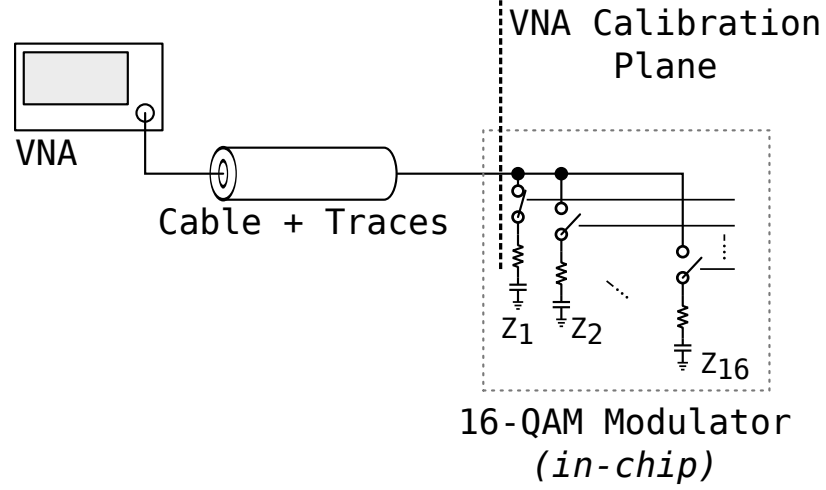 VNA Calibration
Plane
VNA
Cable + Traces
Z1
Z2
Z16
16-QAM Modulator
(in-chip)